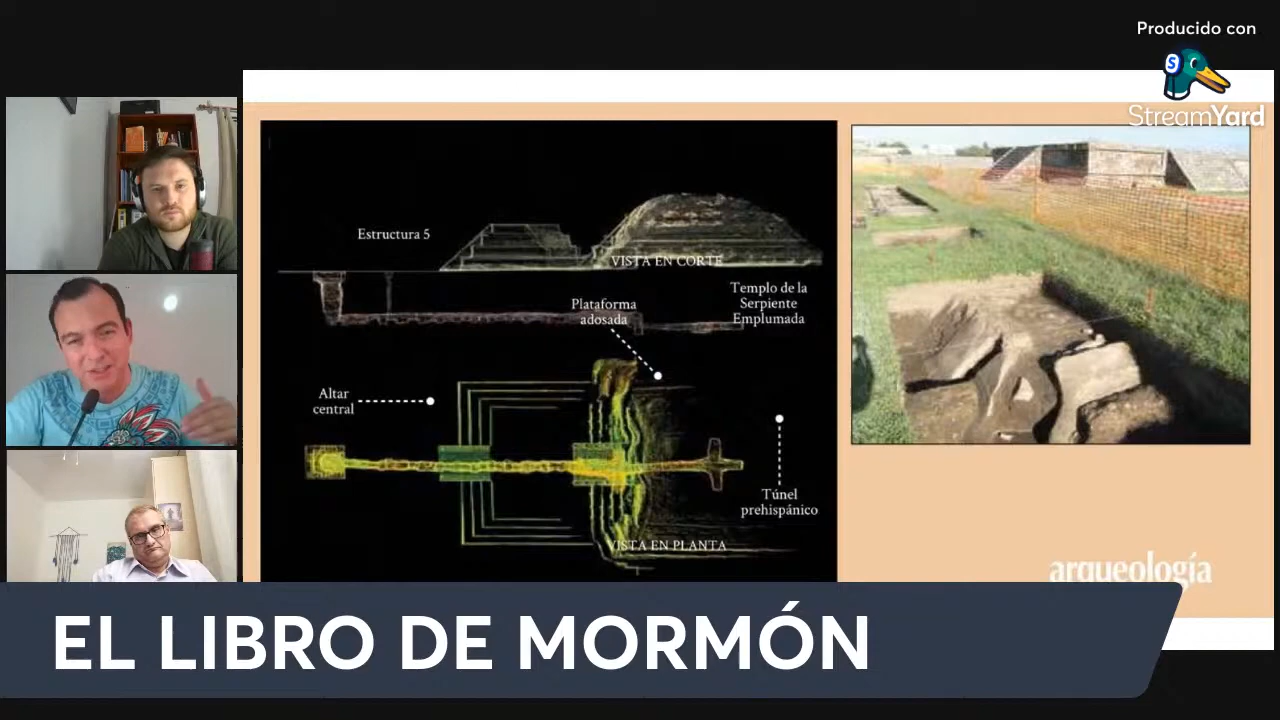 Producido con
StreamYard
Estructura 5
VISTA EN CORTE
Plataforma
adosada
Templo de la
Serpiente
Emplumada
Altar
central
Túnel
prehispánico
VISTA EN PLANTA
arqueología
EL LIBRO DE MORMÓN